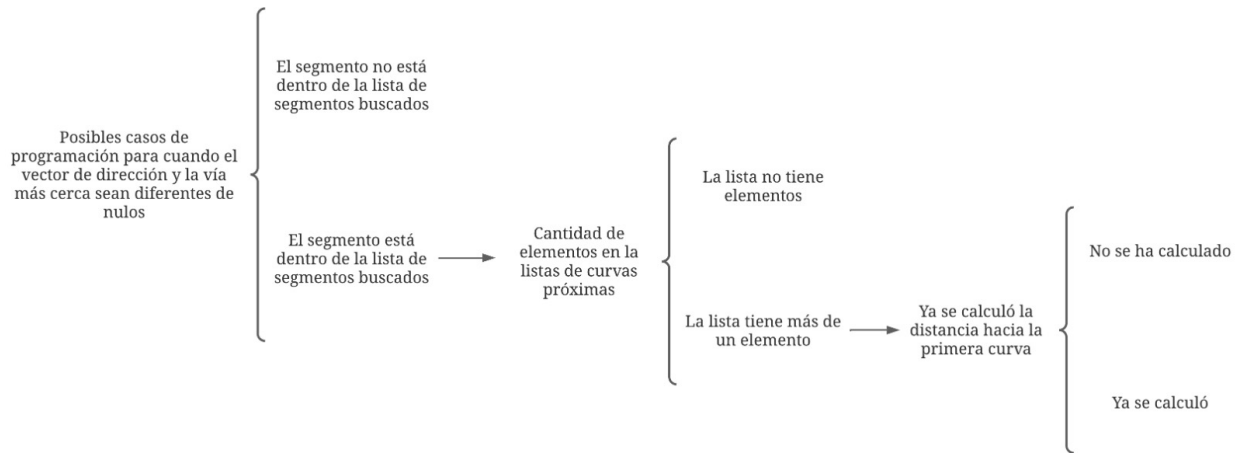 Posibles casos de
programación para cuando el
vector de dirección y la vía
más cerca sean diferentes de
nulos
El segmento no está
dentro de la lista de
segmentos buscados
El segmento está
dentro de la lista de
segmentos buscados
Cantidad de
elementos en la
listas de curvas
próximas
La lista no tiene
elementos
La lista tiene más de
un elemento
Ya se calculó la
distancia hacia la
primera curva
No se ha calculado
Ya se calculó